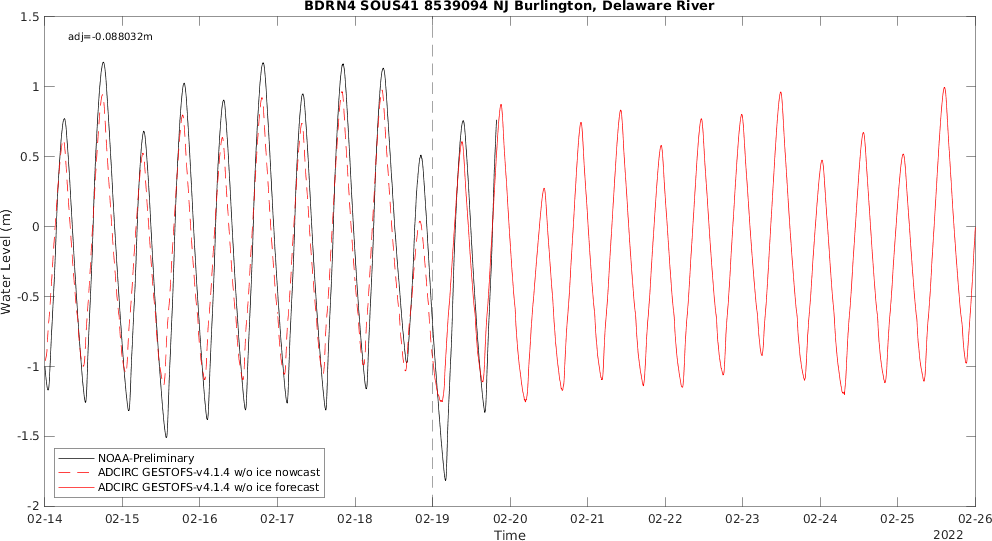 BDRN4 SOUS41 8539094 NJ Burlington, Delaware River
adj=-0.088032m
1.5
1
0.5
0
-0.5
-1
-1.5
-2
Water Level (m)
NOAA-Preliminary
ADCIRC GESTOFS-v4.1.4 w/o ice nowcast
ADCIRC GESTOFS-v4.1.4 w/o ice forecast
02-14 02-15 02-16 02-17 02-18 02-19 02-20 02-21 02-22 02-23 02-24 02-25 02-26
Time
2022